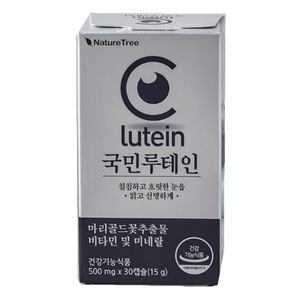 NatureTree
lutein
국민루테인
침침하고 흐릿한 눈을
맑고 선명하게
마리골드꽃추출물
비타민 및 미네랄
건강기능식품
500 mg x 30캡슐(15 g)
건강
기능식품